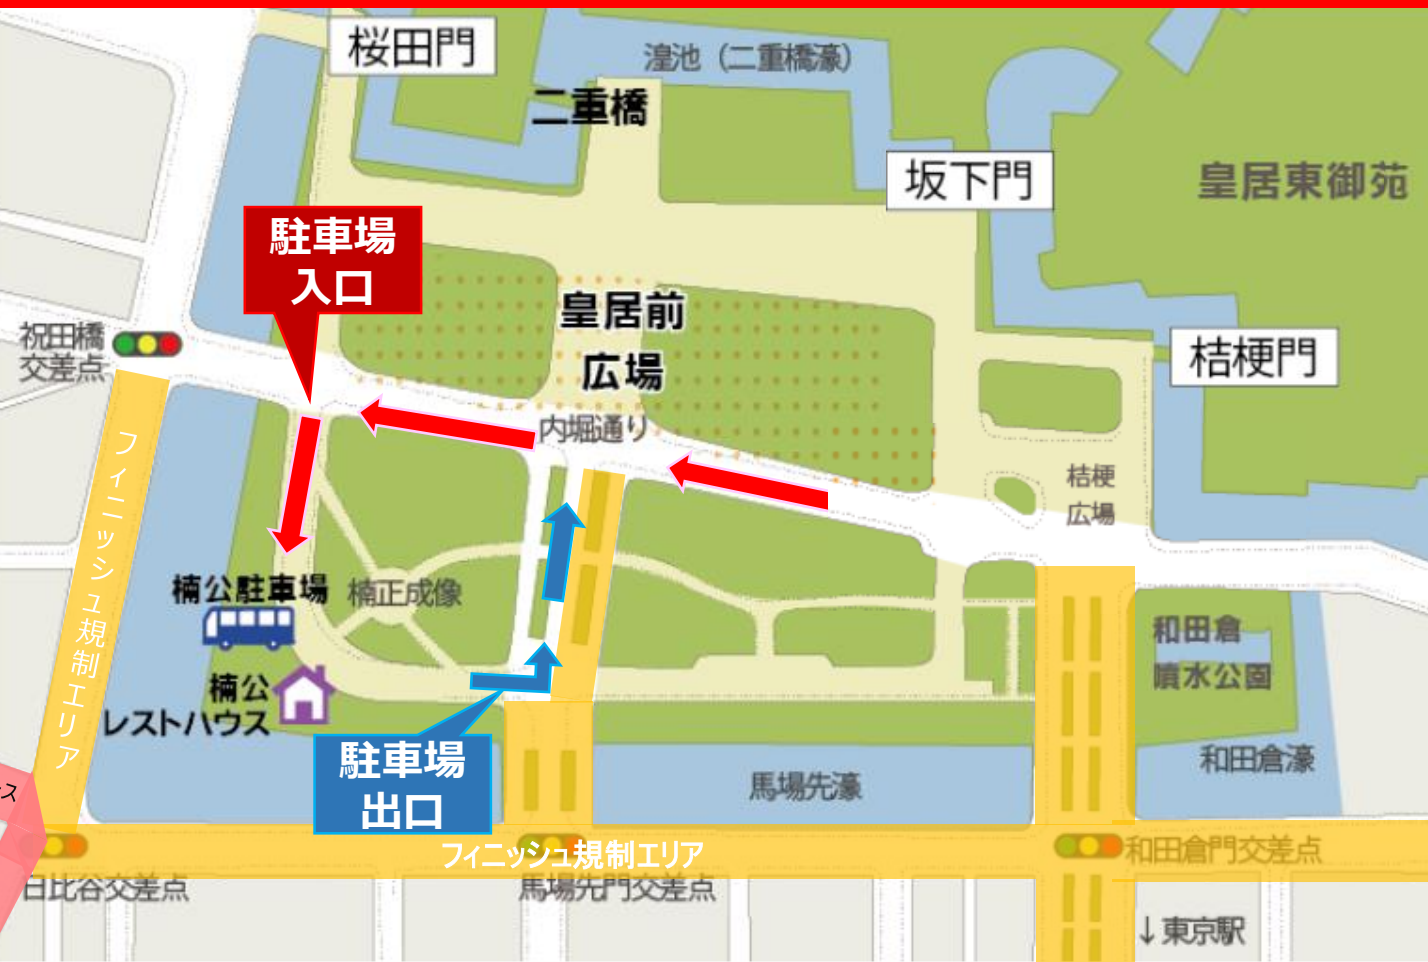 桜田門
湟池（二重橋濠）
二重橋
坂下門
皇居東御苑
駐車場
入口
皇居前
広場
祝田橋
交差点
桔梗門
内堀通り
桔梗
広場
フィニッシュ規制エリア
楠公駐車場
楠正成像
和田倉
噴水公園
楠公
レストハウス
駐車場
出口
馬場先濠
和田倉濠
フィニッシュ規制エリア
和田倉門交差点
日比谷交差点
馬場先門交差点
↓東京駅